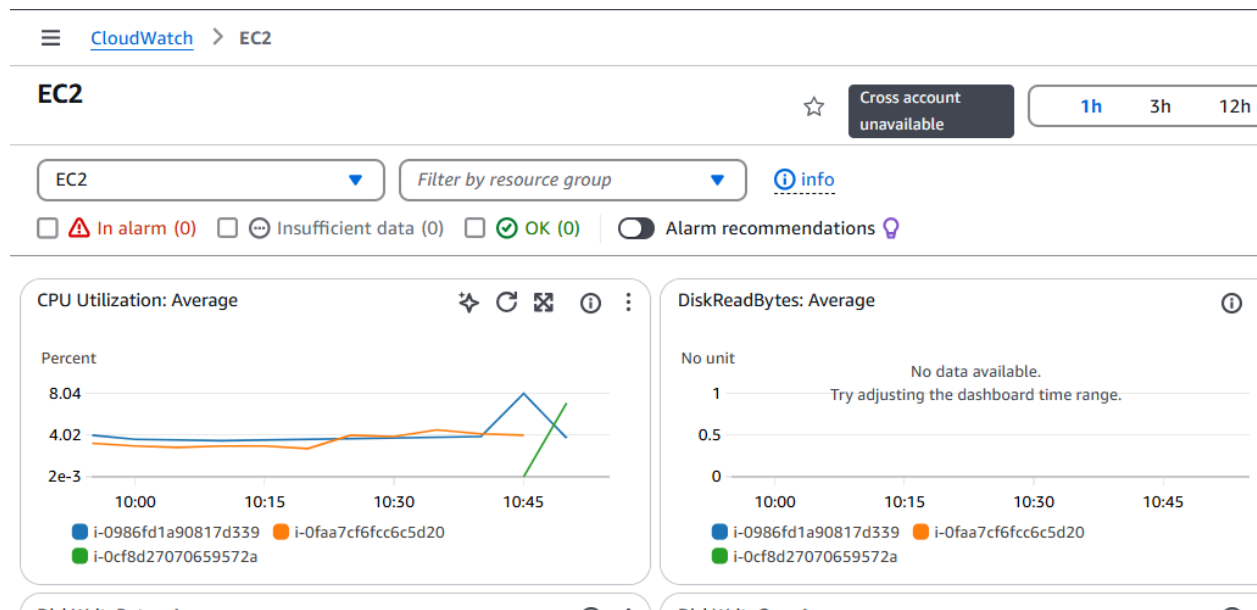 CloudWatch > EC2
EC2
Cross account
unavailable
1h 3h 12h
EC2
Filter by resource group
info
In alarm (0) Insufficient data (0) OK (0) Alarm recommendations
CPU Utilization: Average
Percent
8.04
4.02
2e-3
10:00 10:15 10:30 10:45
i-0986fd1a90817d339 i-0faa7cf6fcc6c5d20
i-0cf8d27070659572a
DiskReadBytes: Average
No unit
No data available.
Try adjusting the dashboard time range.
1
0.5
0
10:00 10:15 10:30 10:45
i-0986fd1a90817d339 i-0faa7cf6fcc6c5d20
i-0cf8d27070659572a